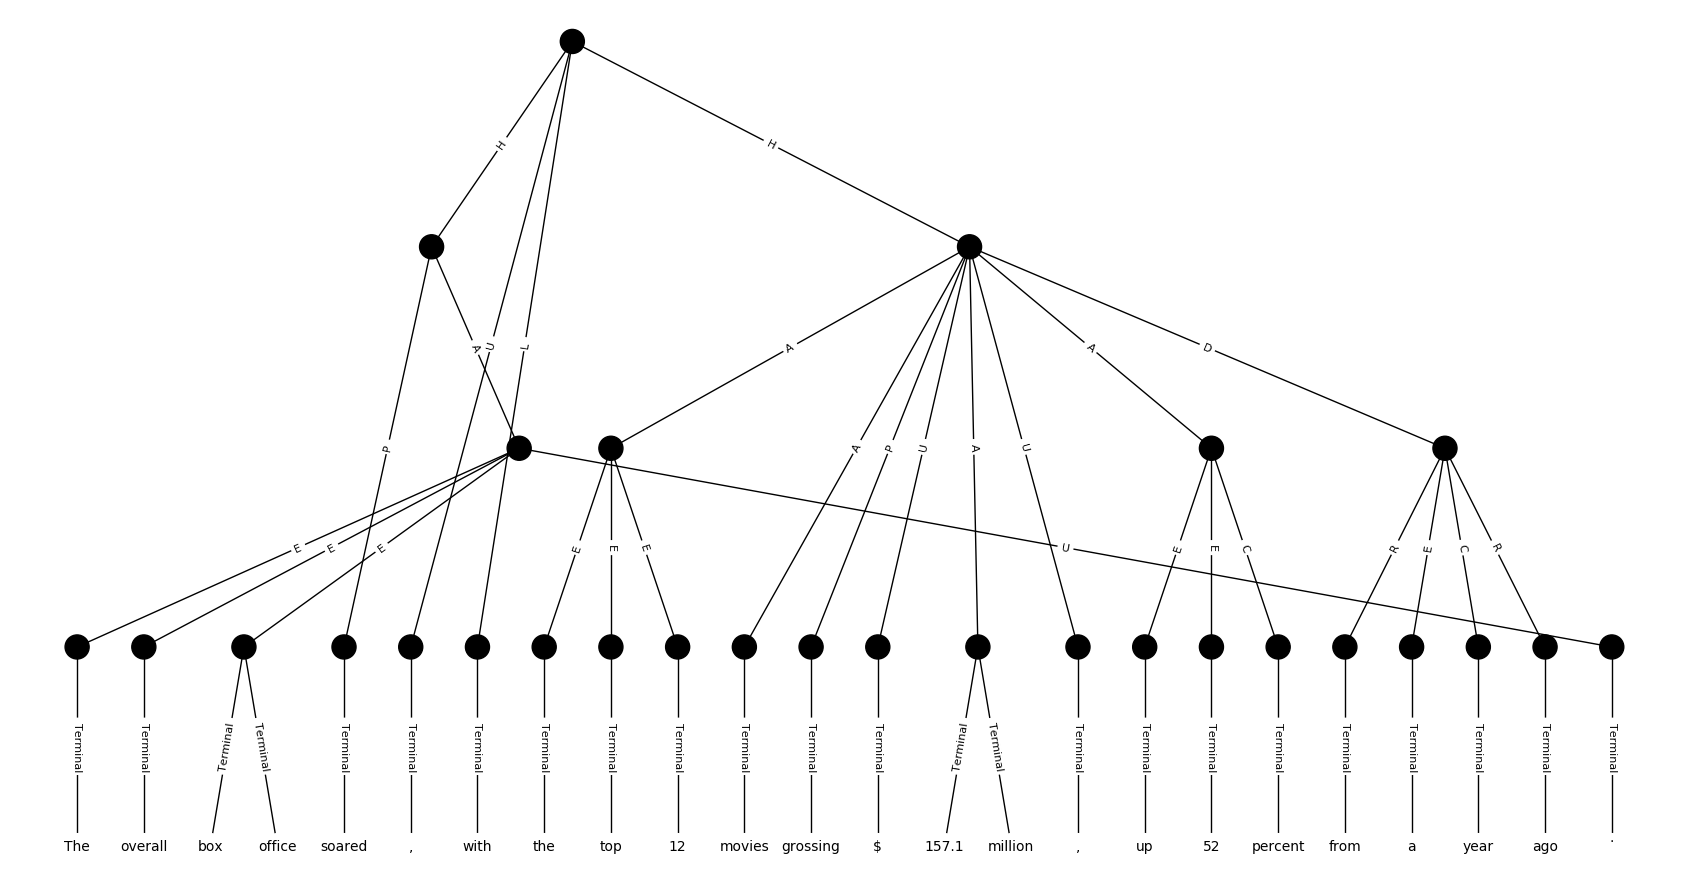 H H
A U L A A D
P A P U A U
E E E E E E U E E C R E C R
Terminal Terminal Terminal Terminal Terminal Terminal Terminal Terminal Terminal Terminal Terminal Terminal Terminal Terminal Terminal Terminal Terminal Terminal Terminal Terminal Terminal Terminal Terminal Terminal
The overall box office soared , with the top 12 movies grossing $ 157.1 million , up 52 percent from a year ago .